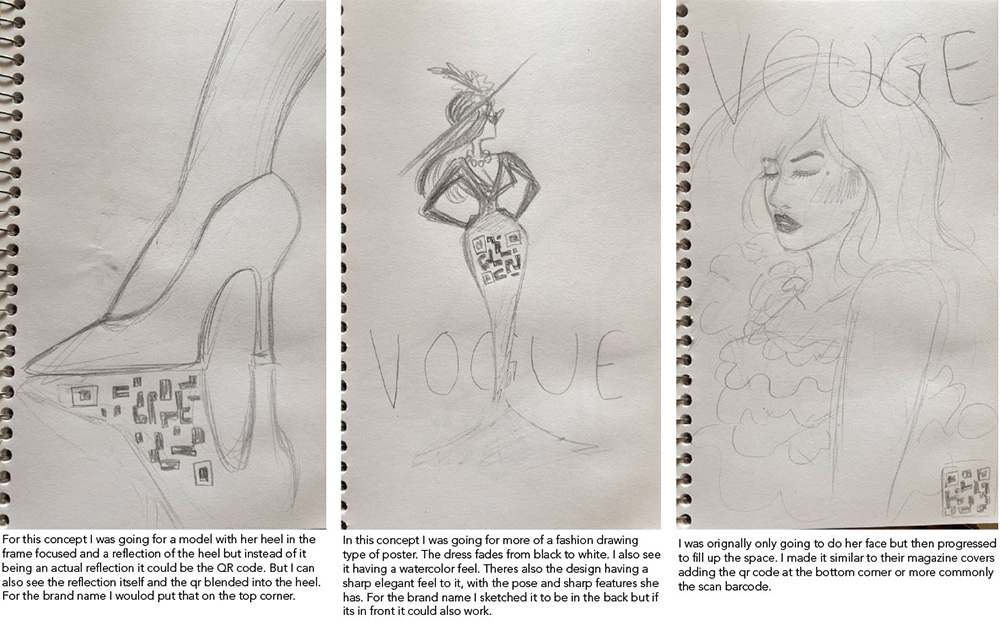 VOGUE
VOUGE
For this concept I was going for a model with her heel in the
frame focused and a reflection of the heel but instead of it
being an actual reflection it could be the QR code. But I can
also see the reflection itself and the qr blended into the heel.
For the brand name I woulod put that on the top corner.
In this concept I was going for more of a fashion drawing
type of poster. The dress fades from black to white. I also see
it having a watercolor feel. Theres also the design having a
sharp elegant feel to it, with the pose and sharp features she
has. For the brand name I sketched it to be in the back but if
its in front it could also work.
I was orignally only going to do her face but then progressed
to fill up the space. I made it similar to their magazine covers
adding the qr code at the bottom corner or more commonly
the scan barcode.